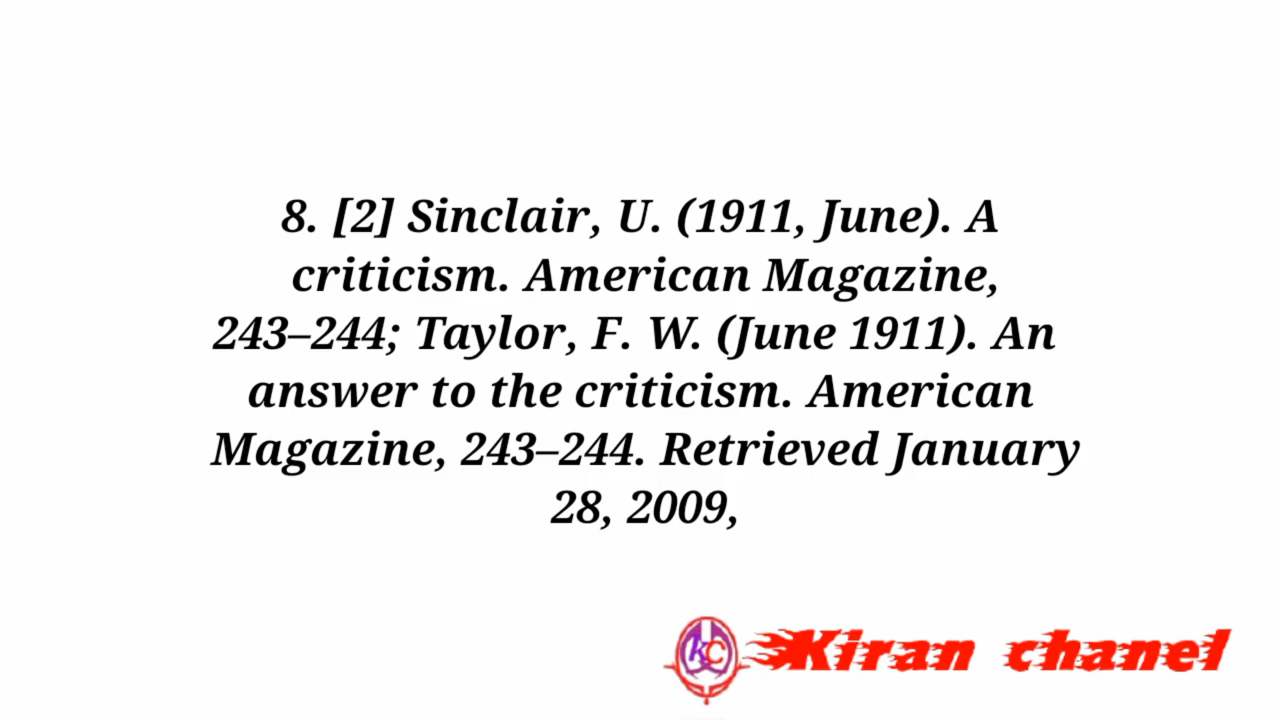 8. [2] Sinclair, U. (1911, June). A
criticism. American Magazine,
243–244; Taylor, F. W. (June 1911). An
answer to the criticism. American
Magazine, 243–244. Retrieved January
28, 2009,
KC
Kiran chanel